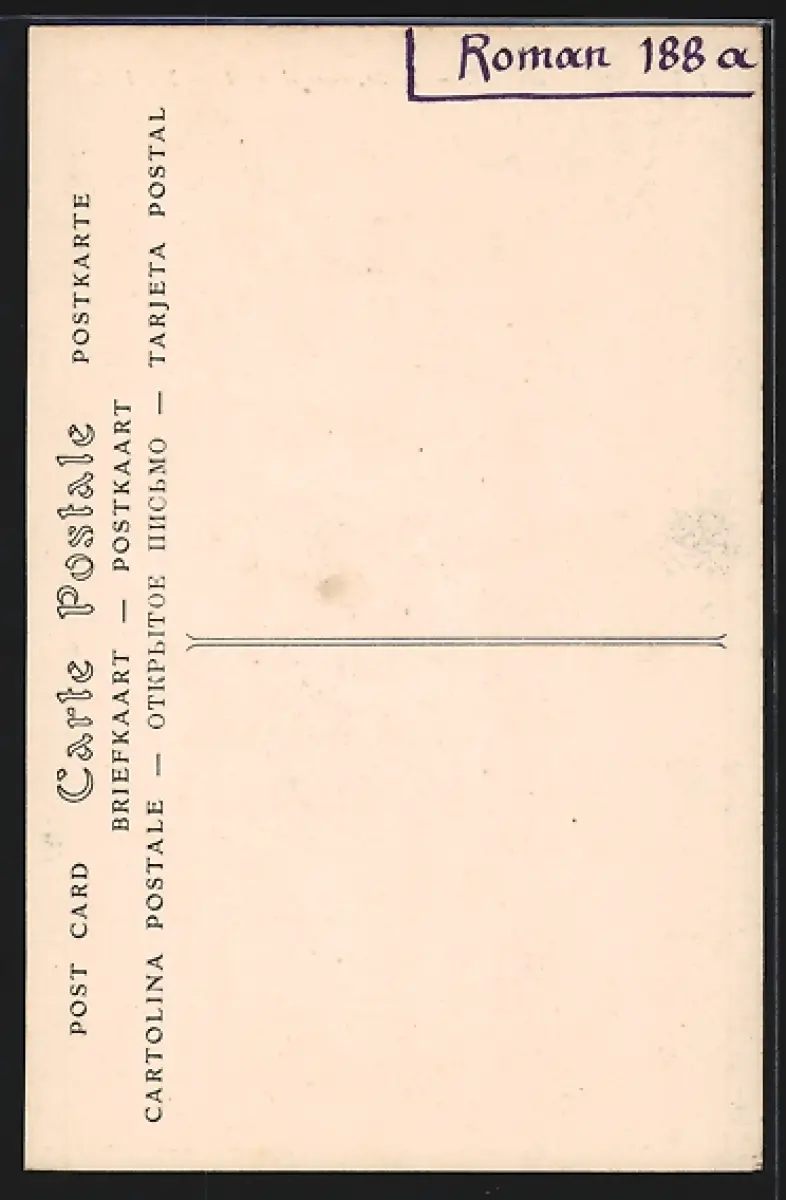 Roman 188 a
POST CARD Carte Postale POSTKARTE
BRIEFKAART — POSTKAART
CARTOLINA POSTALE — ОТКРЫТОЕ ПИСЬМО — TARJETA POSTAL